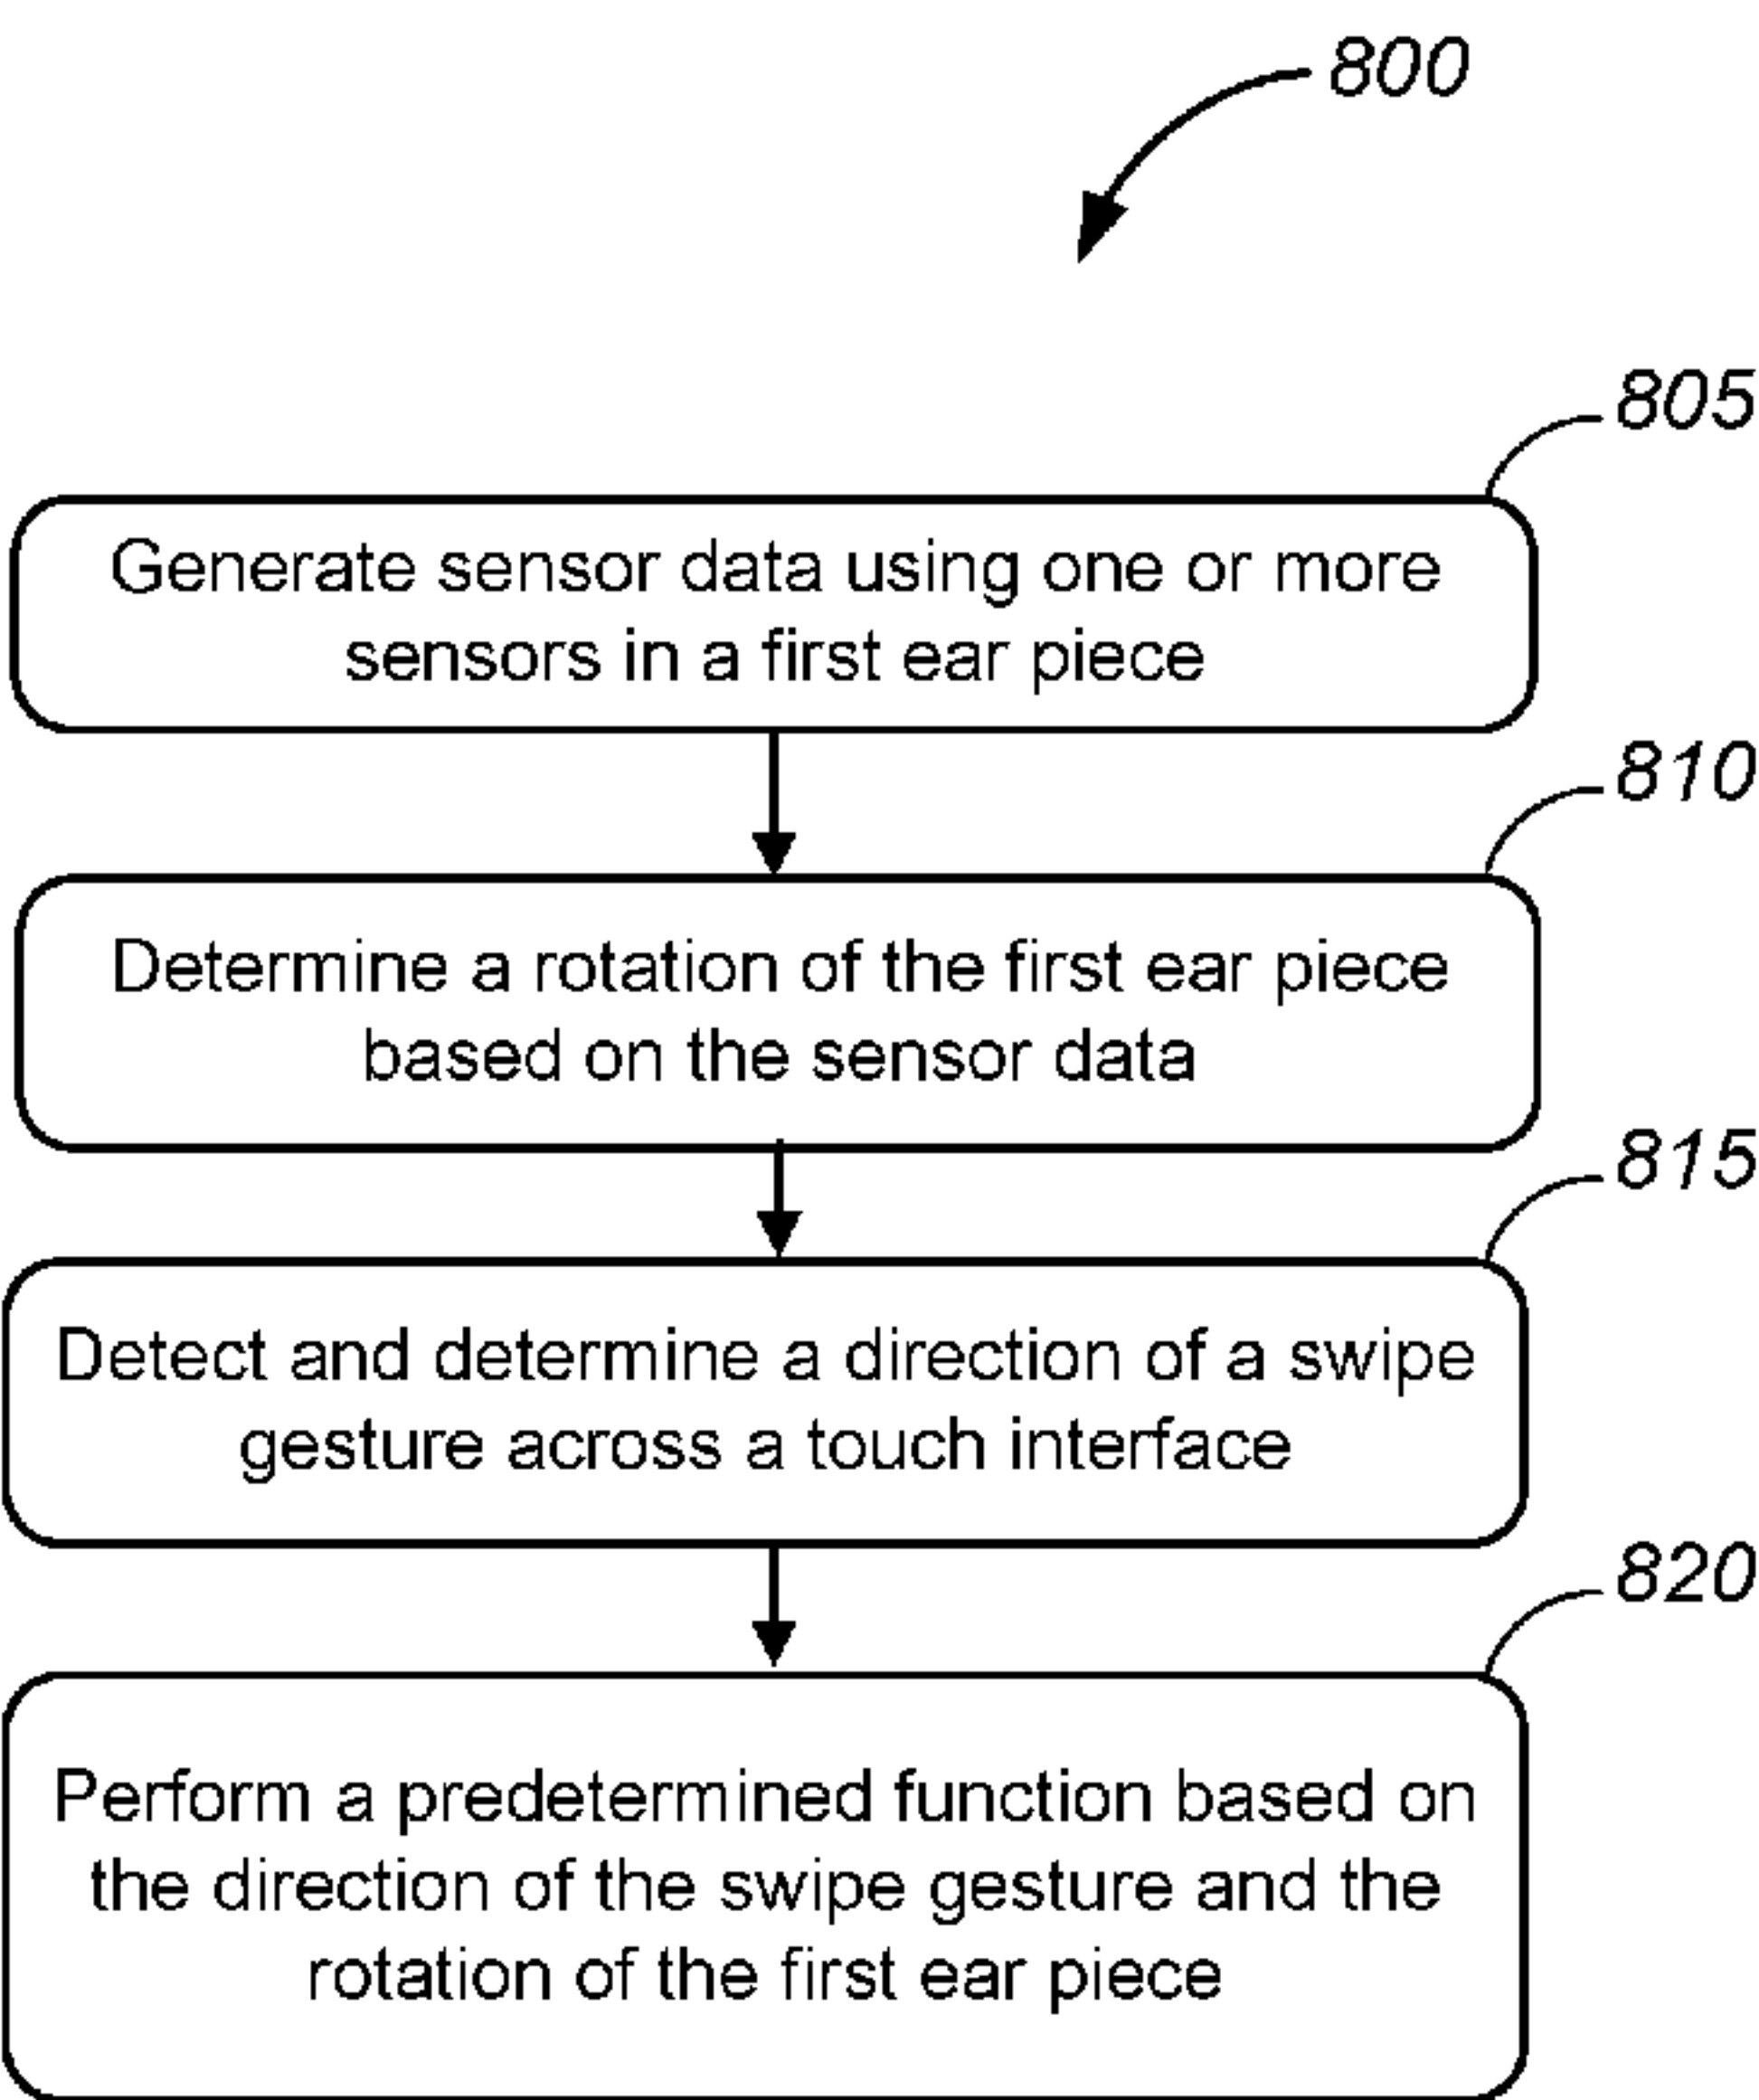 800
805
Generate sensor data using one or more
sensors in a first ear piece
810
Determine a rotation of the first ear piece
based on the sensor data
815
Detect and determine a direction of a swipe
gesture across a touch interface
820
Perform a predetermined function based on
the direction of the swipe gesture and the
rotation of the first ear piece